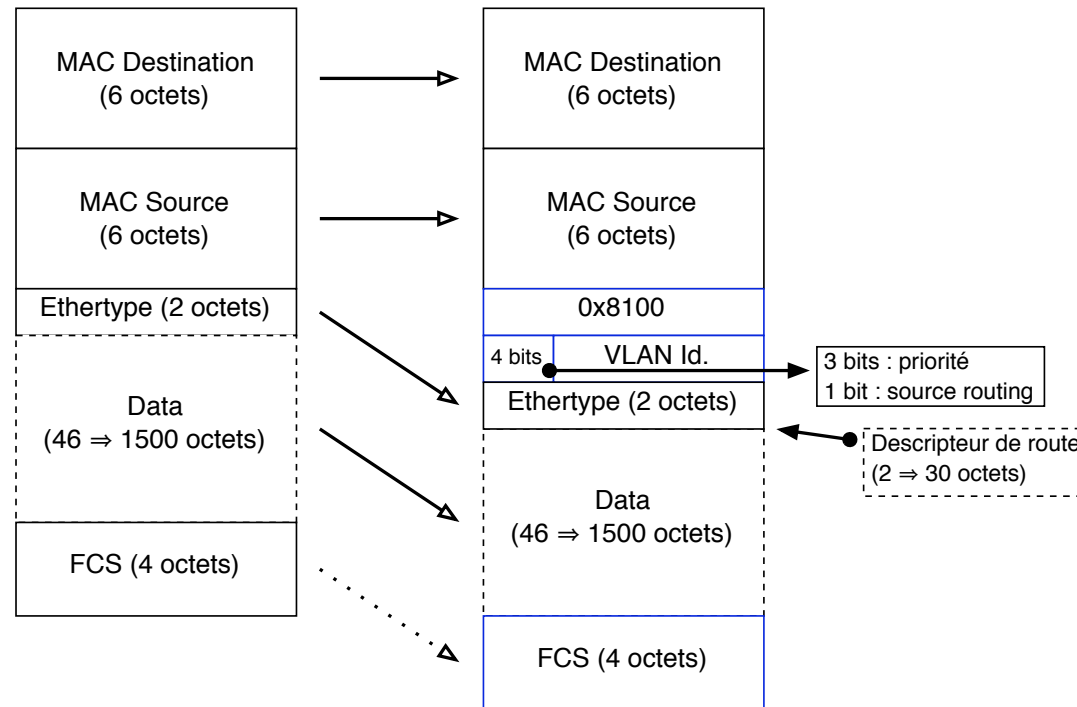 MAC Destination
(6 octets)
MAC Source
(6 octets)
Ethertype (2 octets)
Data
(46 ⇒ 1500 octets)
FCS (4 octets)
MAC Destination
(6 octets)
MAC Source
(6 octets)
0x8100
4 bits
VLAN Id.
Ethertype (2 octets)
Data
(46 ⇒ 1500 octets)
FCS (4 octets)
3 bits : priorité
1 bit : source routing
Descripteur de route
(2 ⇒ 30 octets)